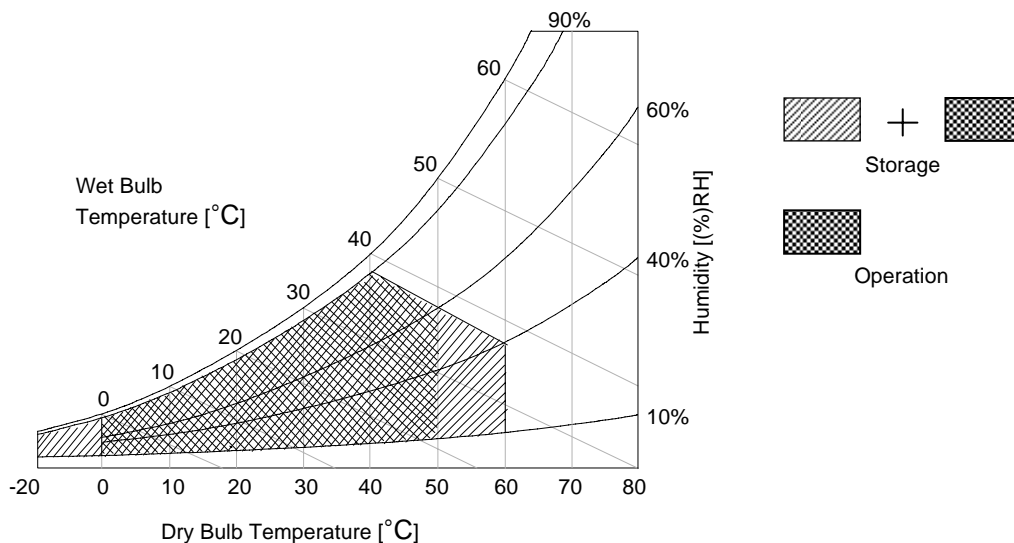 90%
60
60%
50
Wet Bulb
Temperature [°C]
40
40%
30
20
10
0
10%
Humidity [(%)RH]
-20 0 10 20 30 40 50 60 70 80
Dry Bulb Temperature [°C]
+
Storage
Operation